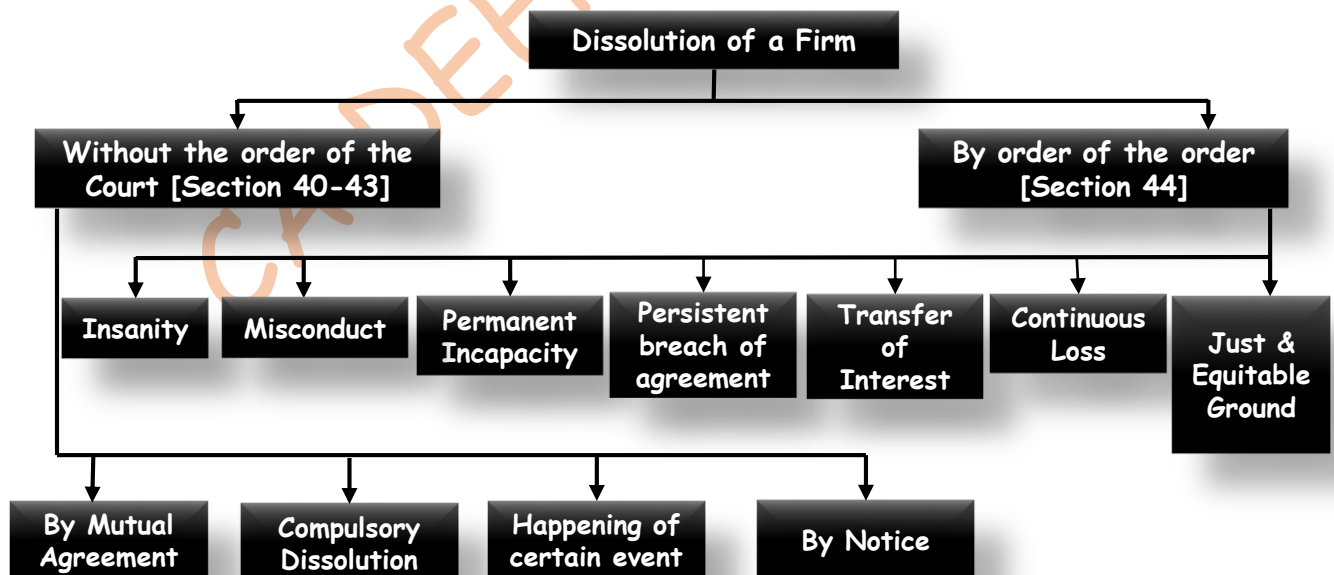 Dissolution of a Firm
Without the order of the
Court [Section 40-43]
By order of the order
[Section 44]
Insanity
Misconduct
Permanent
Incapacity
Persistent
breach of
agreement
Transfer
of
Interest
Continuous
Loss
Just &
Equitable
Ground
By Mutual
Agreement
Compulsory
Dissolution
Happening of
certain event
By Notice